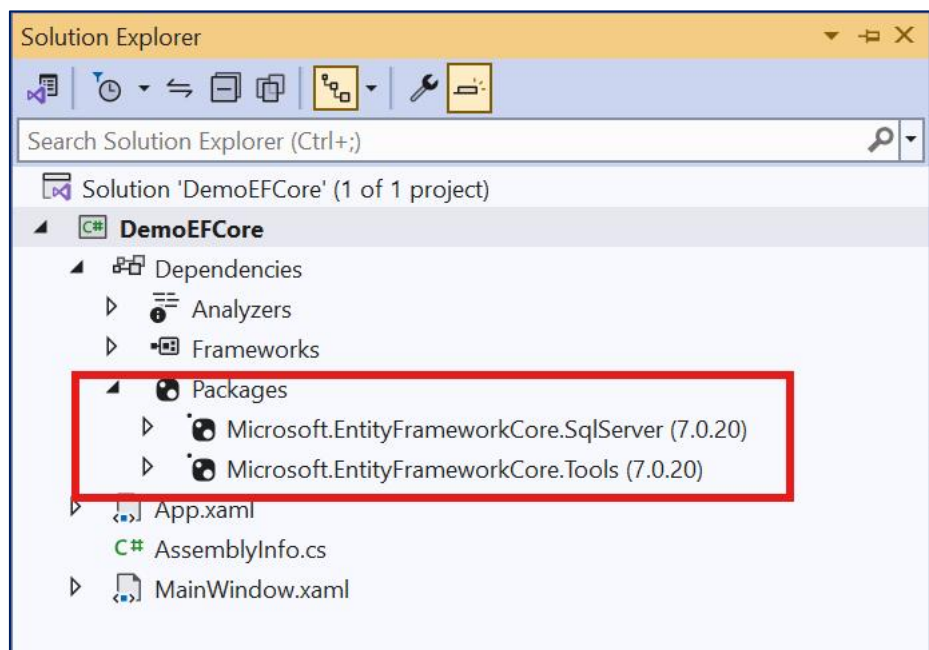 Solution Explorer
Search Solution Explorer (Ctrl+;)
Solution 'DemoEFCore' (1 of 1 project)
C# DemoEFCore
Dependencies
Analyzers
Frameworks
Packages
Microsoft.EntityFrameworkCore.SqlServer (7.0.20)
Microsoft.EntityFrameworkCore.Tools (7.0.20)
App.xaml
C# AssemblyInfo.cs
MainWindow.xaml